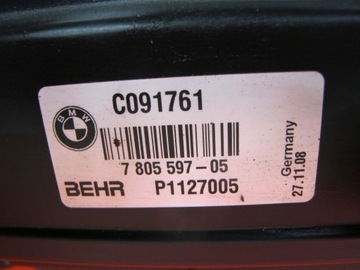 BMW
C091761
7 805 597-05
BEHR P1127005
Germany
27.11.08